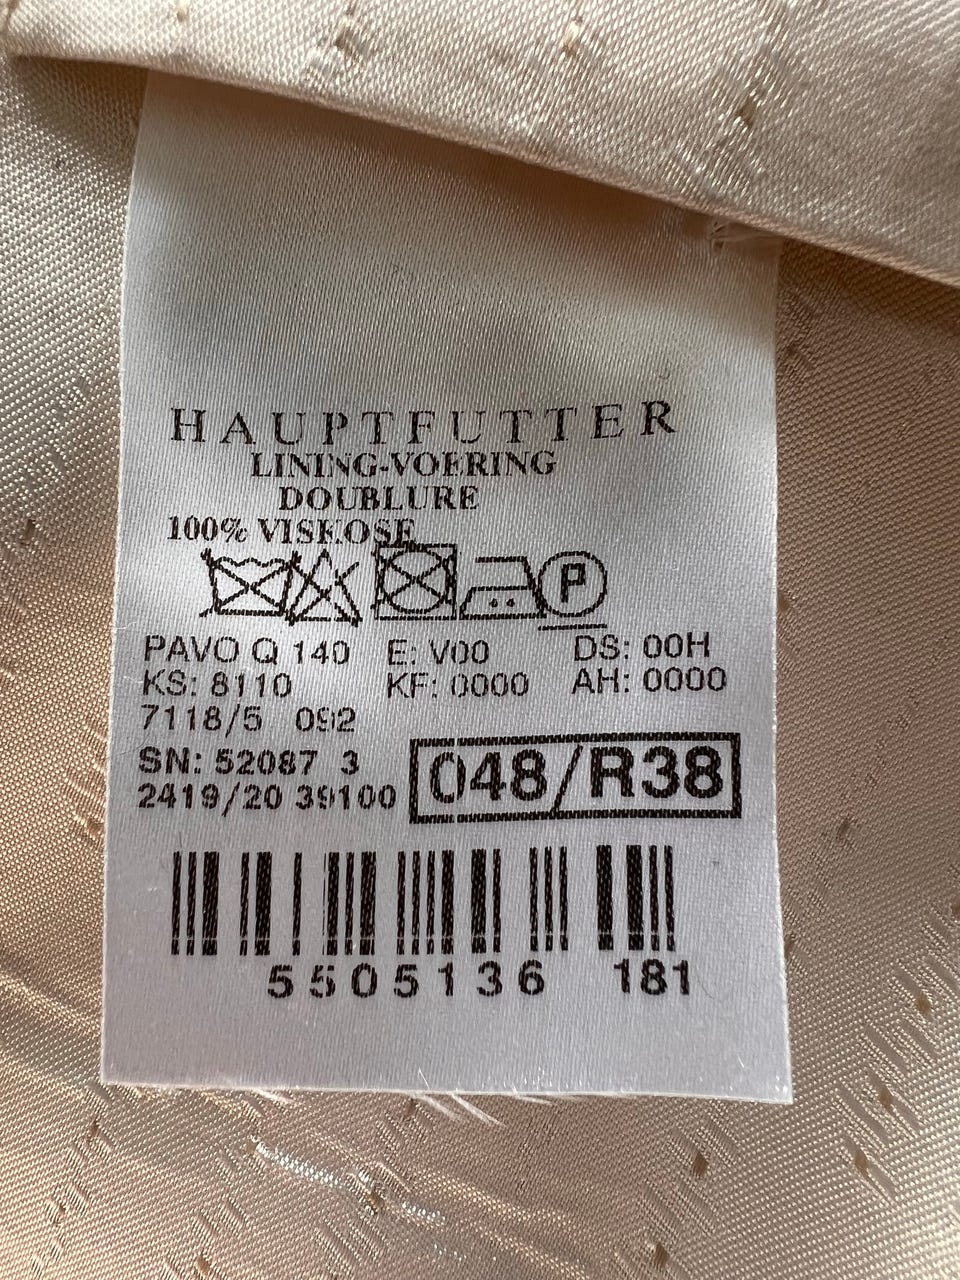 HAUPTFUTTER
LINING-VOERING
DOUBLURE
100% VISKOSE
P
PAVO Q 140 E: V00 DS: 00H
KS: 8110 KF: 0000 AH: 0000
7118/5 092
SN: 52087 3
2419/20 39100 048/R38
5505136 181